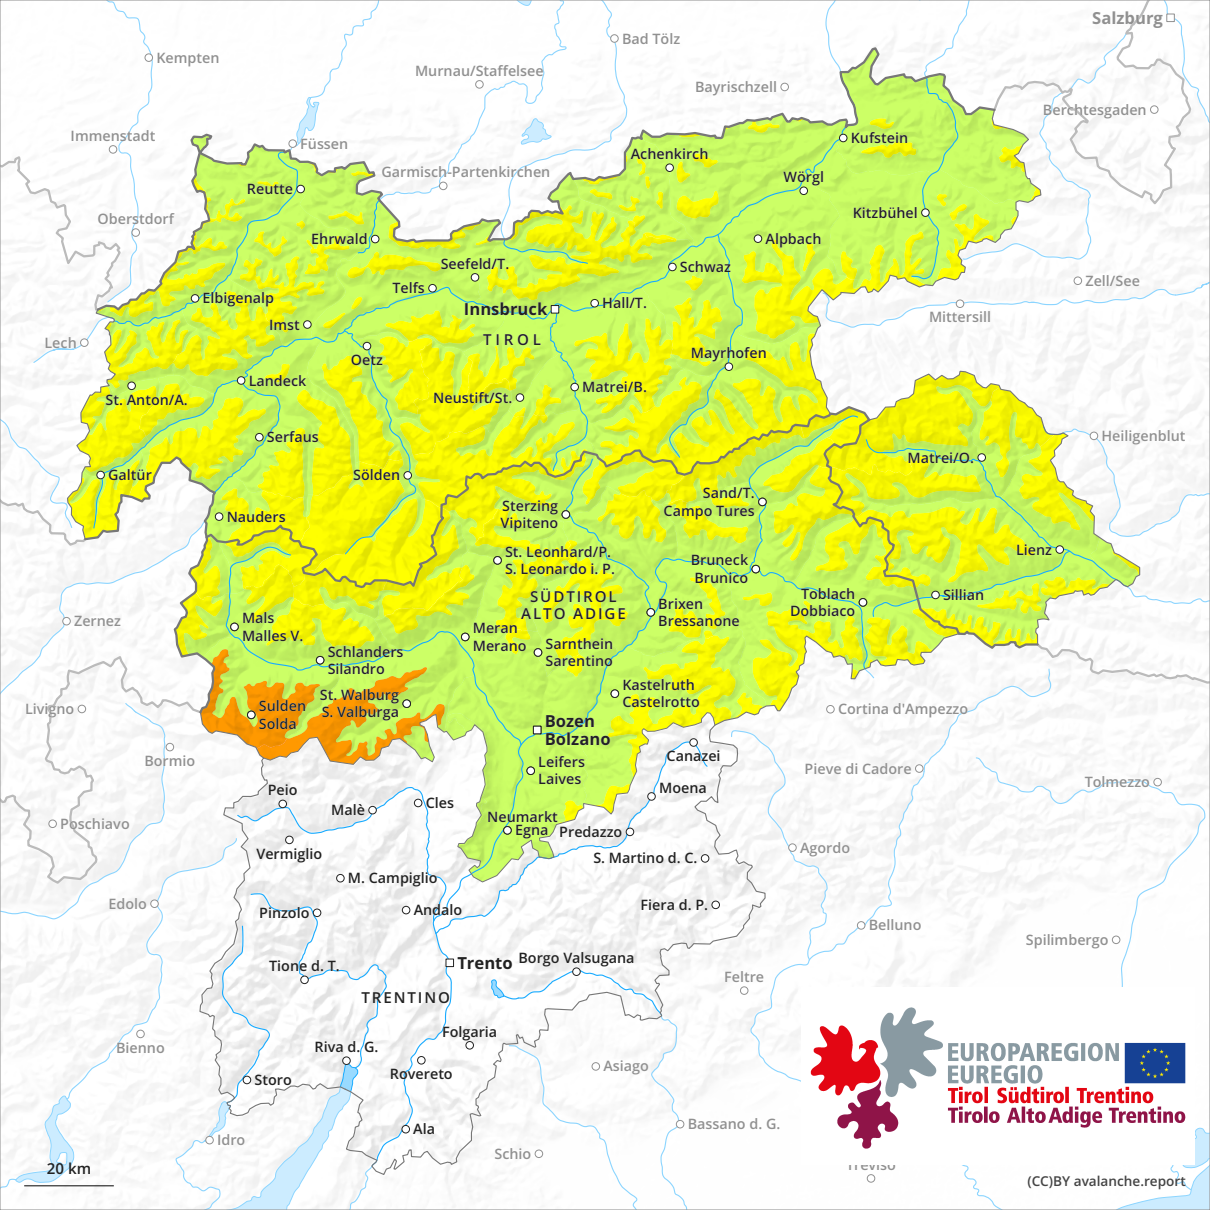 Salzburg
Bad Tölz
Kempten
Murnau/Staffelsee
Bayrischzell
Berchtesgaden
Immenstadt
Füssen
Kufstein
Achenkirch
Garmisch-Partenkirchen
Wörgl
Reutte
Oberstdorf
Kitzbühel
Ehrwald
Alpbach
Seefeld/T.
Schwaz
Zell/See
Telfs
Elbigenalp
Hall/T.
Innsbruck
Mittersill
Imst
TIROL
Lech
Oetz
Mayrhofen
Landeck
Matrei/B.
St. Anton/A.
Neustift/St.
Serfaus
Heiligenblut
Matrei/O.
Galtür
Sölden
Sand/T.
Campo Tures
Sterzing
Vipiteno
Nauders
Lienz
St. Leonhard/P.
S. Leonardo i. P.
Bruneck
Brunico
SÜDTIROL
ALTO ADIGE
Toblach
Dobbiaco
Sillian
Brixen
Bressanone
Mals
Malles V.
Zernez
Meran
Merano
Sarnthein
Sarentino
Schlanders
Silandro
Kastelruth
Castelrotto
St. Walburg
S. Valburga
Sulden
Solda
Livigno
Cortina d'Ampezzo
Bozen
Bolzano
Bormio
Canazei
Leifers
Laives
Pieve di Cadore
Tolmezzo
Peio
Moena
Malè
Cles
Poschiavo
Neumarkt
Egna
Predazzo
Vermiglio
S. Martino d. C.
Agordo
M. Campiglio
Edolo
Pinzolo
Andalo
Fiera d. P.
Belluno
Spilimbergo
Trento
Borgo Valsugana
Tione d. T.
Feltre
TRENTINO
Folgaria
Bienno
Riva d. G.
Rovereto
Asiago
Storo
EUROPAREGION
EUREGIO
Tirol Südtirol Trentino
Tirolo Alto Adige Trentino
Ala
Bassano d. G.
Idro
Schio
Treviso
20 km
(CC)BY avalanche.report